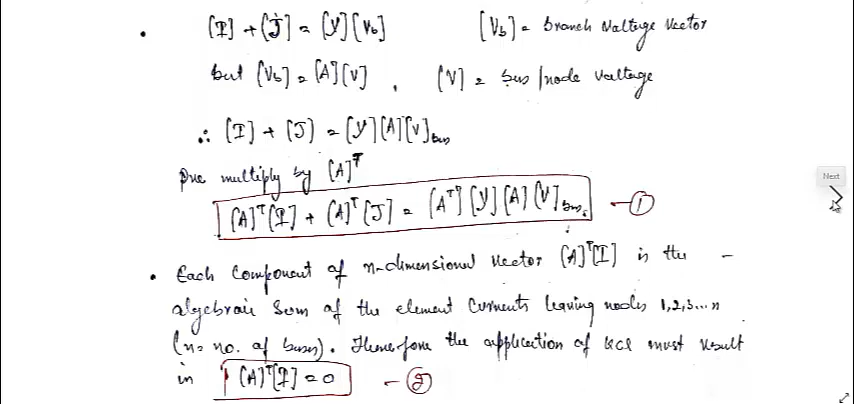 • [I] + [J] = [Y][Vb]   [Vb] = Branch Voltage Vector
but [Vb] = [A][V] , [V] = bus/node voltage
∴ [I] + [J] = [Y][A][V]bus
Pre multiply by [A]ᵀ
[A]ᵀ[I] + [A]ᵀ[J] = [Aᵀ][Y][A][V]bus —①
Next
• Each Component of n-dimensional Vector [A]ᵀ[I] is the –
algebraic Sum of the element Currents leaving nodes 1,2,3...n
(n = no. of buses). Therefore the application of KCL must result
in [A]ᵀ[I] = 0 —②